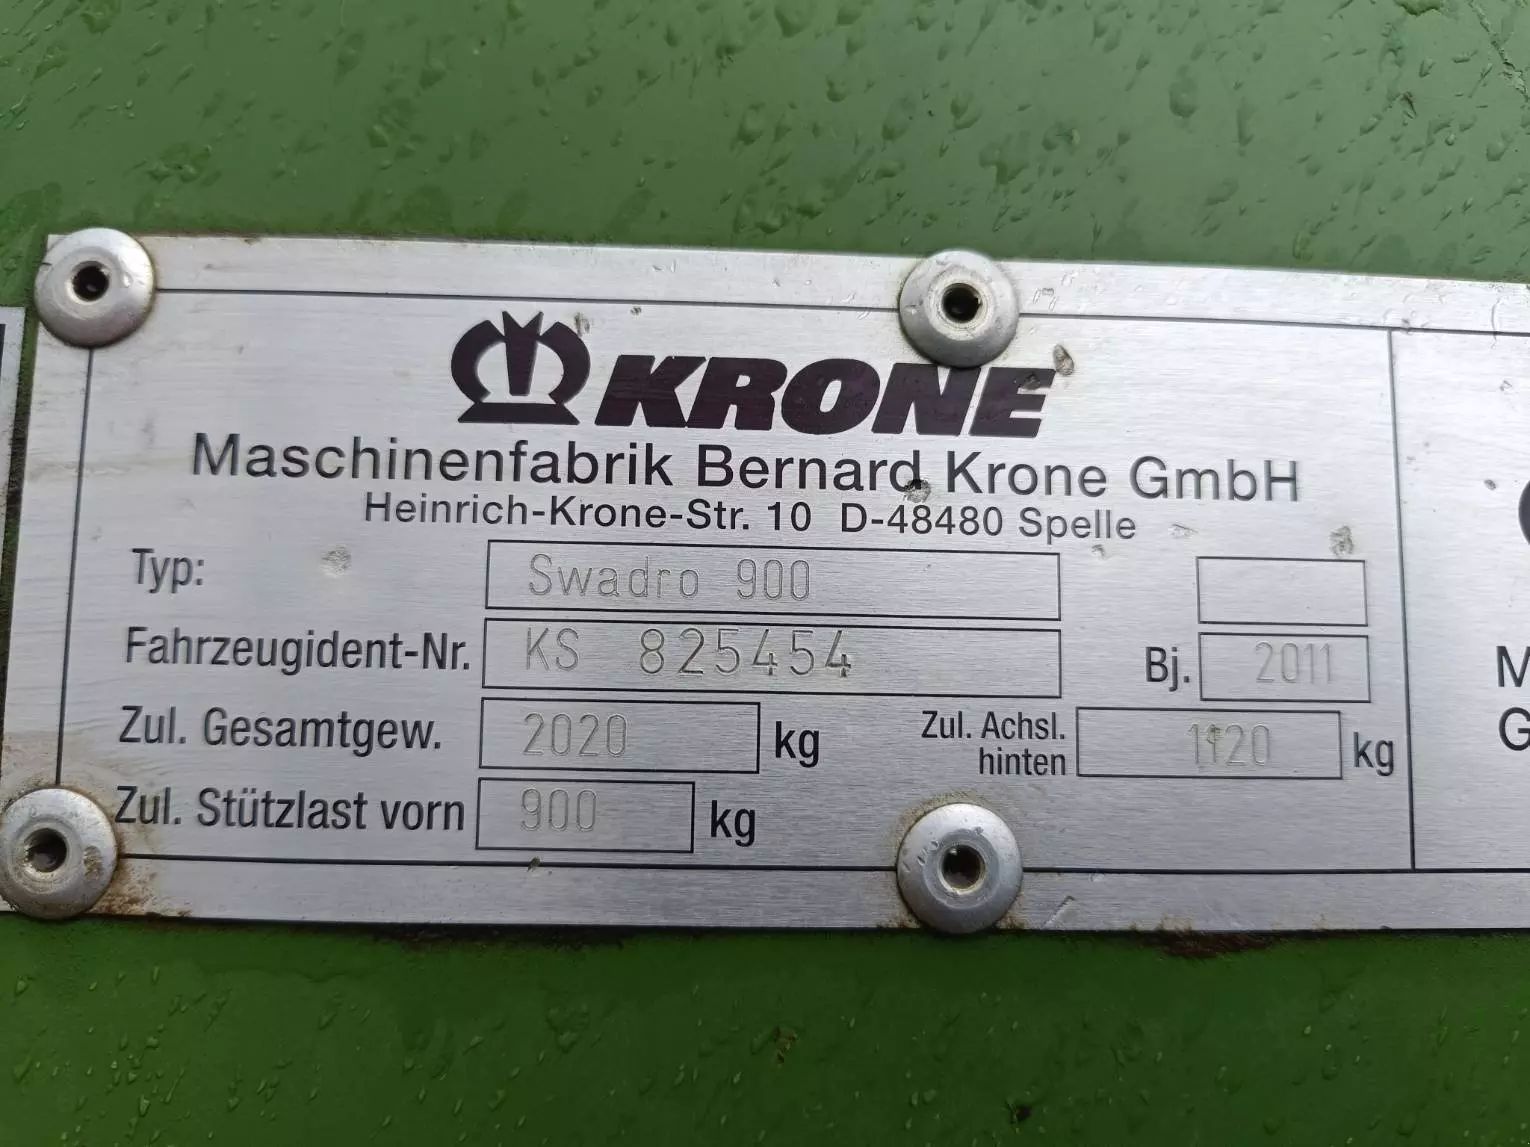 KRONE
Maschinenfabrik Bernard Krone GmbH
Heinrich-Krone-Str. 10 D-48480 Spelle
Typ: Swadro 900
Fahrzeugident-Nr. KS 825454 Bj. 2011
Zul. Gesamtgew. 2020 kg Zul. Achsl. hinten 1120 kg
Zul. Stützlast vorn 900 kg
M
G